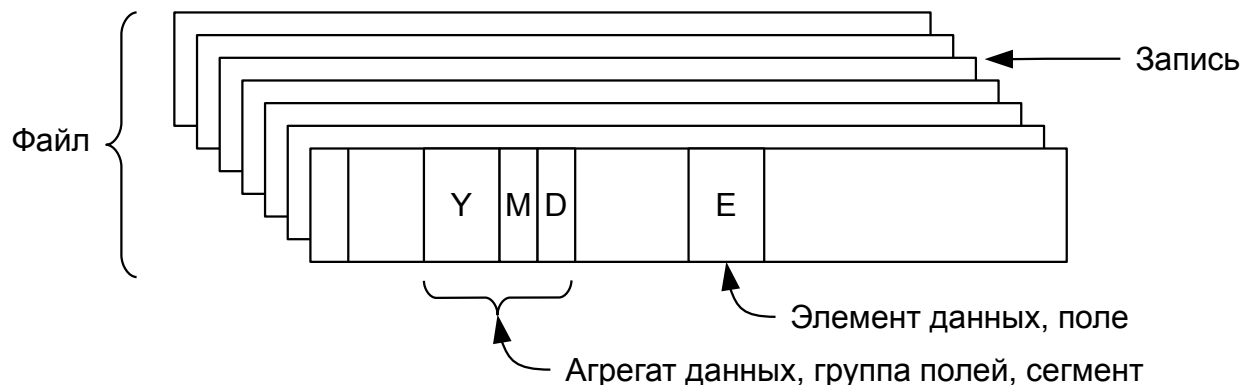 Запись
Файл
Y M D E
Элемент данных, поле
Агрегат данных, группа полей, сегмент